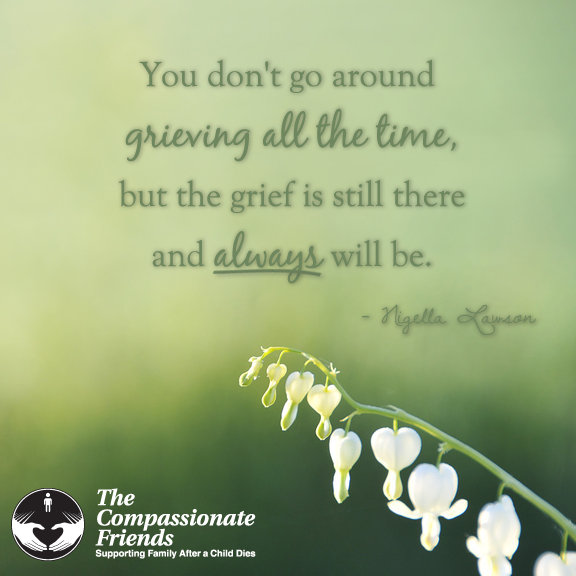 You don't go around
grieving all the time,
but the grief is still there
and always will be.
- Nigella Lawson
The
Compassionate
Friends
Supporting Family After a Child Dies